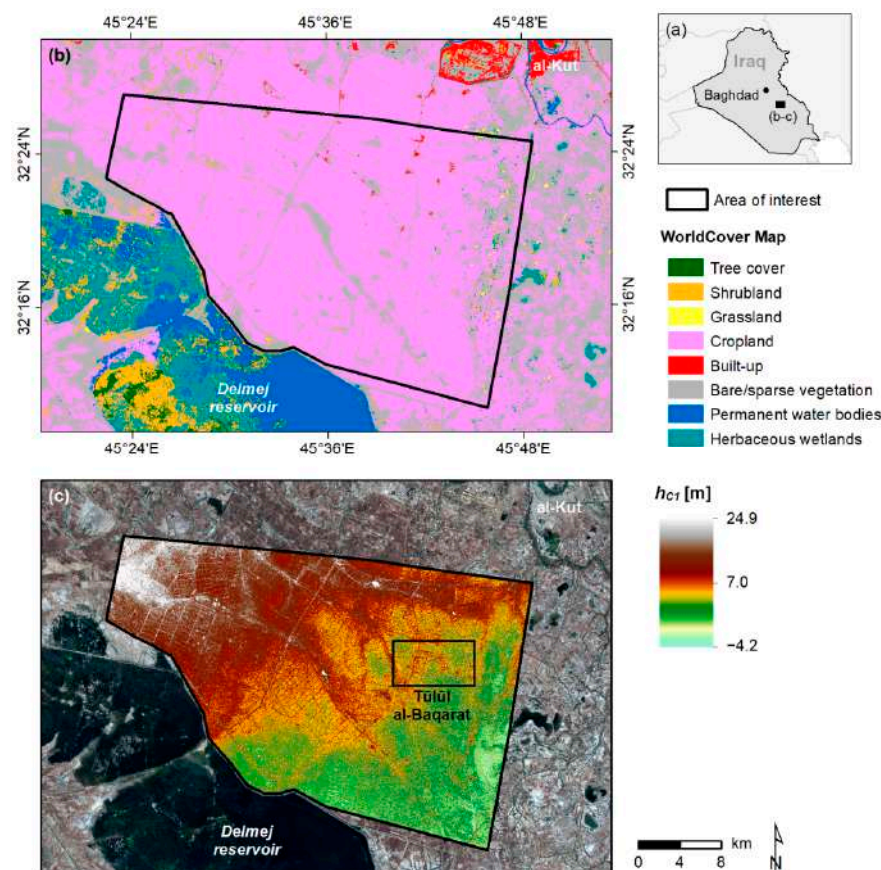 45°24'E
45°36'E
45°48'E
(b)
al-Kut
32°24'N
32°24'N
32°16'N
32°16'N
Delmej
reservoir
45°24'E
45°36'E
45°48'E
(a)
Iraq
Baghdad
(b-c)
Area of interest
WorldCover Map
Tree cover
Shrubland
Grassland
Cropland
Built-up
Bare/sparse vegetation
Permanent water bodies
Herbaceous wetlands
(c)
al-Kut
Tūlūl
al-Baqarat
Delmej
reservoir
hC1 [m]
24.9
7.0
−4.2
km
0 4 8
N